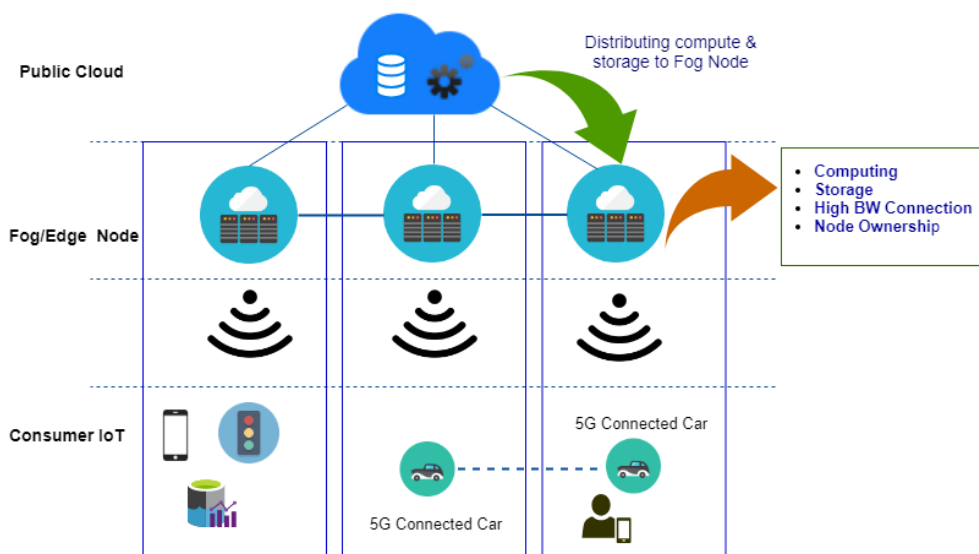 Public Cloud
Distributing compute &
storage to Fog Node
Computing
Storage
High BW Connection
Node Ownership
Fog/Edge Node
Consumer IoT
5G Connected Car
5G Connected Car